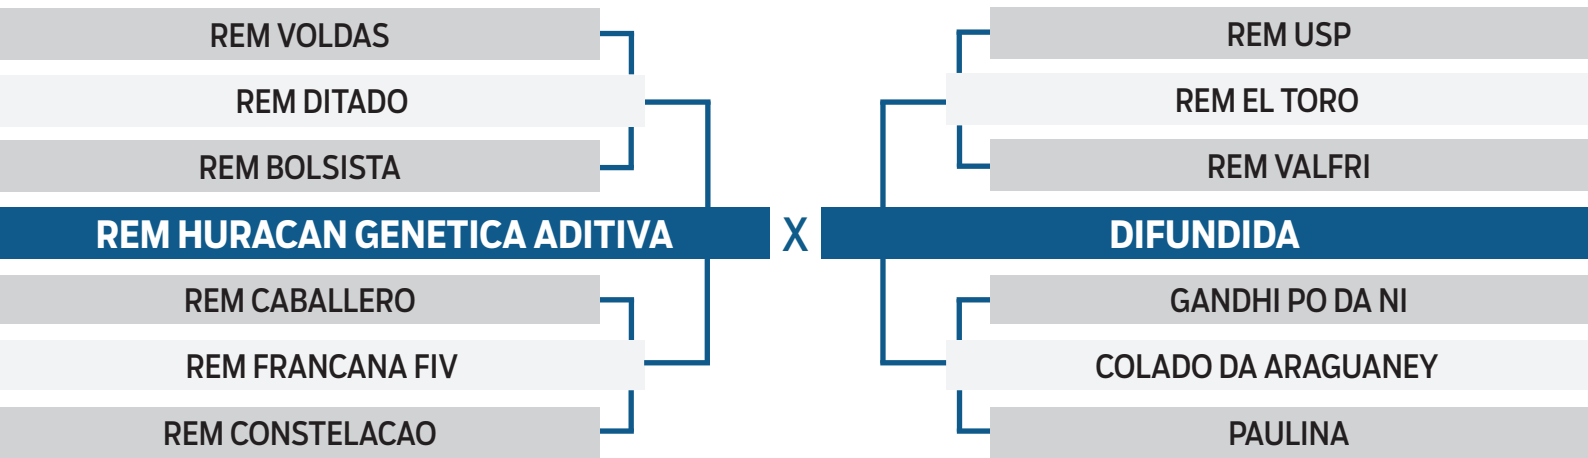 REM VOLDAS
REM DITADO
REM BOLSISTA
REM HURACAN GENETICA ADITIVA
REM CABALLERO
REM FRANCANA FIV
REM CONSTELACAO
X
REM USP
REM EL TORO
REM VALFRI
DIFUNDIDA
GANDHI PO DA NI
COLADO DA ARAGUANEY
PAULINA